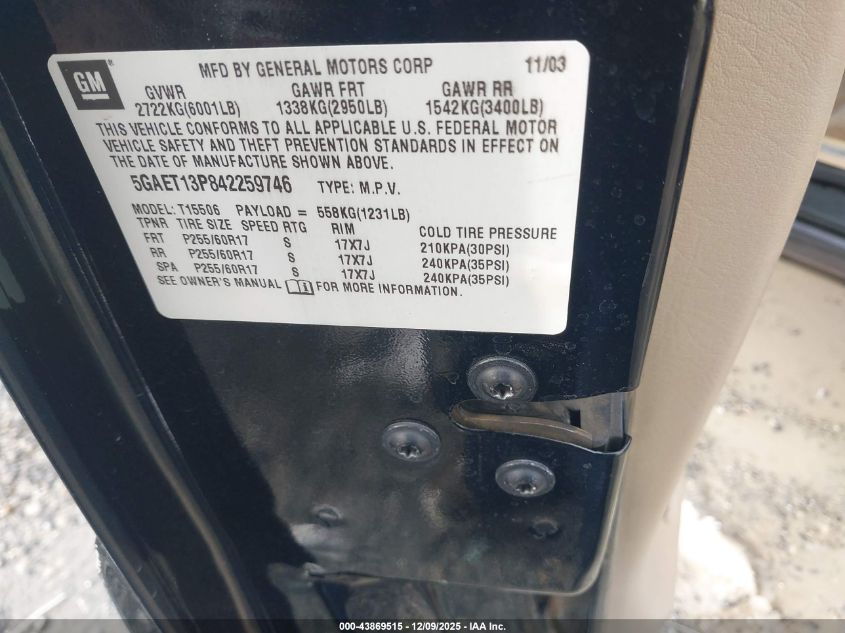 GM ®
MFD BY GENERAL MOTORS CORP 11/03
GVWR GAWR FRT GAWR RR
2722KG(6001LB) 1338KG(2950LB) 1542KG(3400LB)
THIS VEHICLE CONFORMS TO ALL APPLICABLE U.S. FEDERAL MOTOR
VEHICLE SAFETY AND THEFT PREVENTION STANDARDS IN EFFECT ON
THE DATE OF MANUFACTURE SHOWN ABOVE.
5GAET13P842259746 TYPE: M.P.V.
MODEL: T15506 PAYLOAD = 558KG(1231LB)
TPNR TIRE SIZE SPEED RTG RIM COLD TIRE PRESSURE
FRT P255/60R17 S 17X7J 210KPA(30PSI)
RR P255/60R17 S 17X7J 240KPA(35PSI)
SPA P255/60R17 S 17X7J 240KPA(35PSI)
SEE OWNER'S MANUAL FOR MORE INFORMATION.
000-43869515 - 12/09/2025 - IAA Inc.